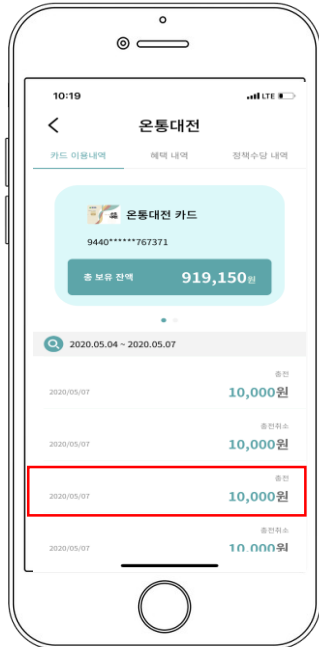 10:19 LTE
온통대전
카드 이용내역 혜택 내역 정책수당 내역
온통대전 카드
9440******767371
총 보유 잔액 919,150원
2020.05.04 ~ 2020.05.07
충전
2020/05/07 10,000원
충전취소
2020/05/07 10,000원
충전
2020/05/07 10,000원
충전취소
2020/05/07 10,000원